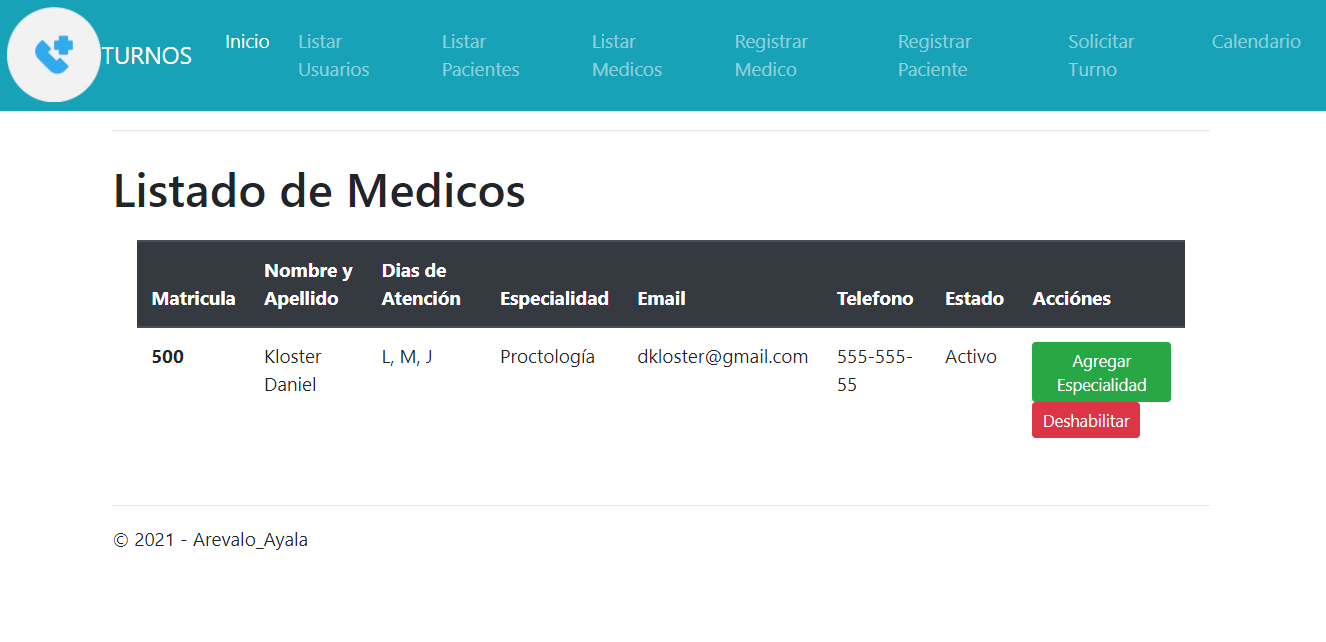 TURNOS
Inicio
Listar
Usuarios
Listar
Pacientes
Listar
Medicos
Registrar
Medico
Registrar
Paciente
Solicitar
Turno
Calendario
Listado de Medicos
Matricula
Nombre y
Apellido
Dias de
Atención
Especialidad
Email
Telefono
Estado
Acciónes
500
Kloster
Daniel
L, M, J
Proctología
dkloster@gmail.com
555-555-
55
Activo
Agregar
Especialidad
Deshabilitar
© 2021 - Arevalo_Ayala